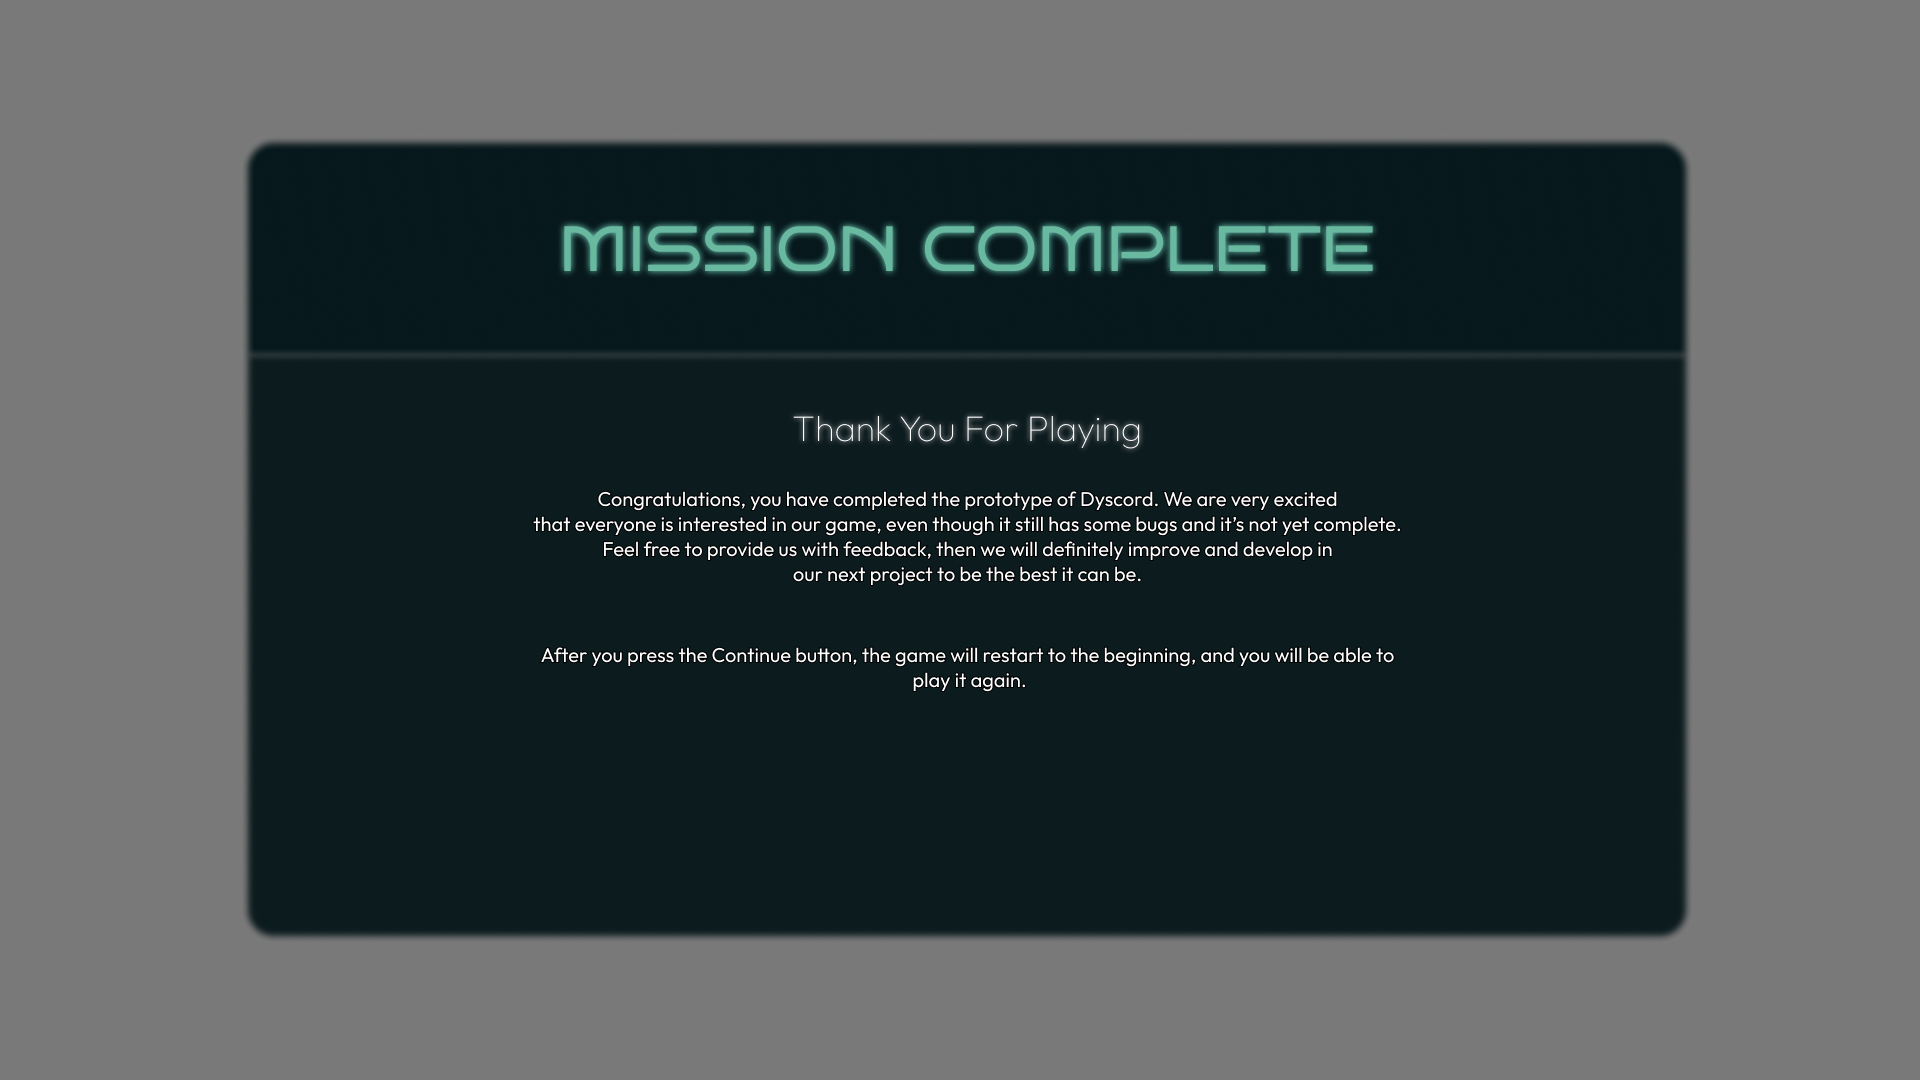 MISSION COMPLETE
Thank You For Playing
Congratulations, you have completed the prototype of Dyscord. We are very excited
that everyone is interested in our game, even though it still has some bugs and it’s not yet complete.
Feel free to provide us with feedback, then we will definitely improve and develop in
our next project to be the best it can be.
After you press the Continue button, the game will restart to the beginning, and you will be able to
play it again.